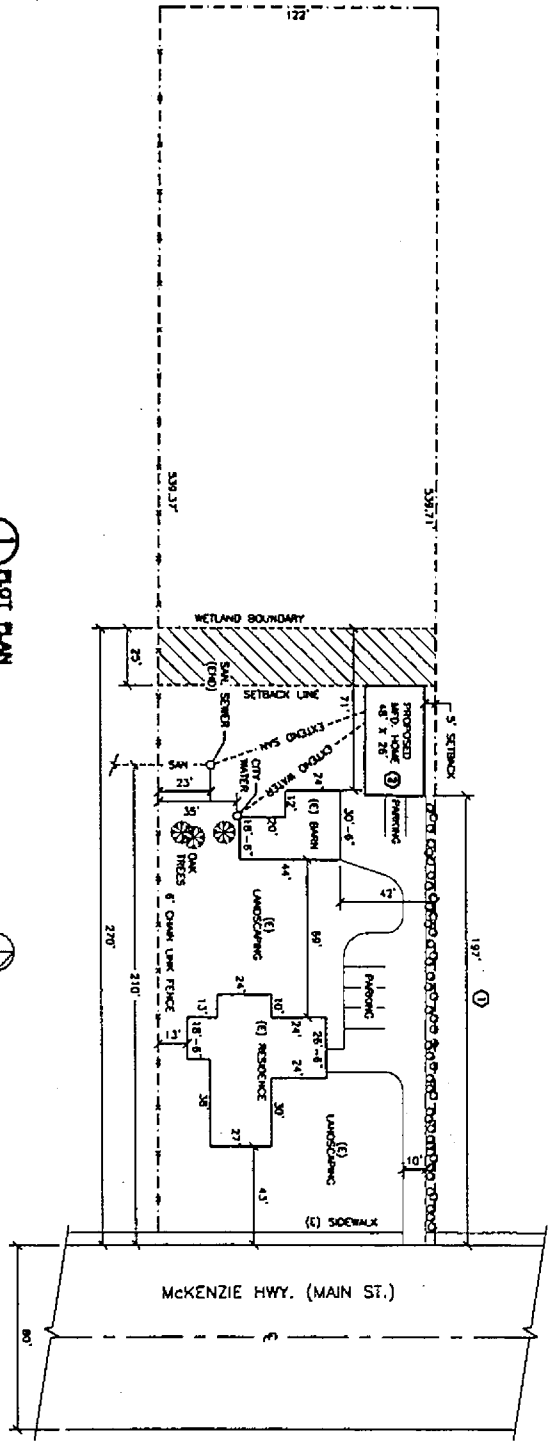 122'
539.37'
539.71'
WETLAND BOUNDARY
25'
SETBACK LINE
71'
5' SETBACK
PROPOSED
MFD. HOME
48' X 26'
2
PARKING
SAN. SEWER
(END)
EXTEND SAN
EXTEND WATER
CITY
WATER
SAN
23'
35'
24'
12'
20'
18'-6"
(E) BARN
30'-6"
44'
OAK
TREES
42'
197'
1
(E)
LANDSCAPING
69'
PARKING
6' CHAIN LINK FENCE
270'
210'
24'
13'
10'
24'
26'-6"
24'
18'-6"
13'
(E) RESIDENCE
38'
30'
27'
43'
(E)
LANDSCAPING
10'
(E) SIDEWALK
McKENZIE HWY. (MAIN ST.)
80'
1 PLOT PLAN